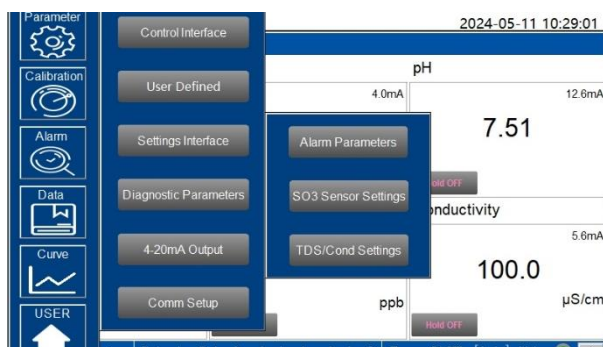 Parameter
Calibration
Alarm
Data
Curve
USER
Control Interface
User Defined
Settings Interface
Diagnostic Parameters
4-20mA Output
Comm Setup
Alarm Parameters
SO3 Sensor Settings
TDS/Cond Settings
2024-05-11 10:29:01
4.0mA
ppb
pH
12.6mA
7.51
Hold OFF
onductivity
5.6mA
100.0
µS/cm
Hold OFF